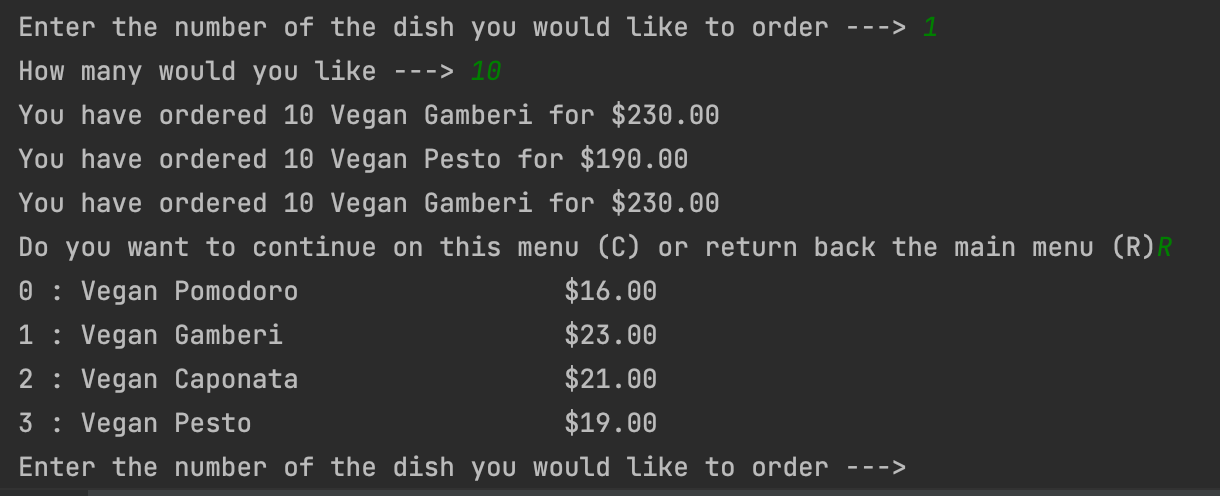 Enter the number of the dish you would like to order ---> 1
How many would you like ---> 10
You have ordered 10 Vegan Gamberi for $230.00
You have ordered 10 Vegan Pesto for $190.00
You have ordered 10 Vegan Gamberi for $230.00
Do you want to continue on this menu (C) or return back the main menu (R)R
0 : Vegan Pomodoro                 $16.00
1 : Vegan Gamberi                  $23.00
2 : Vegan Caponata                 $21.00
3 : Vegan Pesto                    $19.00
Enter the number of the dish you would like to order --->